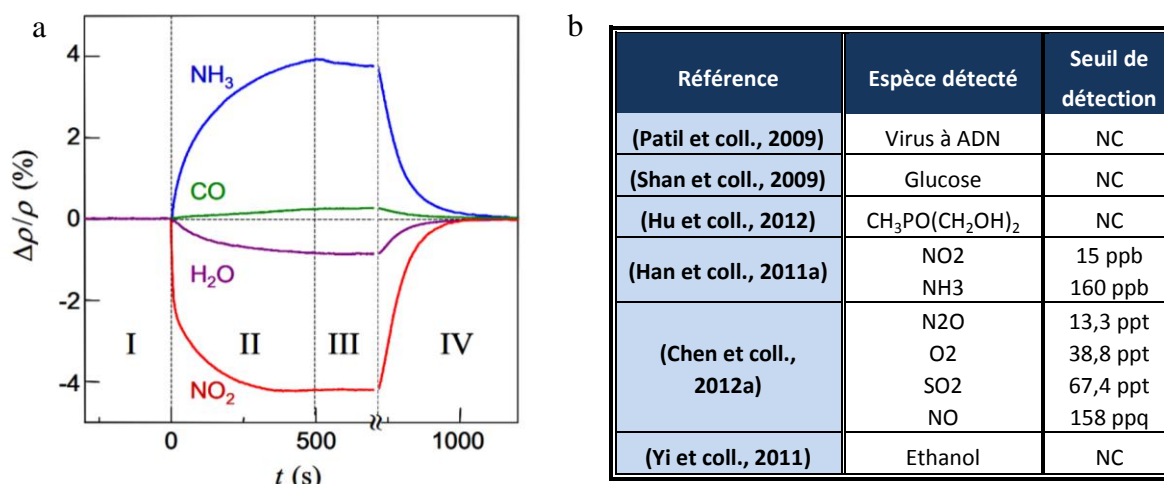 a
4
2
0
-2
-4
Δρ/ρ (%)
NH₃
CO
H₂O
NO₂
I
II
III
IV
0
500
1000
t (s)
b
Référence
Espèce détecté
Seuil de
détection
(Patil et coll., 2009)
Virus à ADN
NC
(Shan et coll., 2009)
Glucose
NC
(Hu et coll., 2012)
CH₃PO(CH₂OH)₂
NC
(Han et coll., 2011a)
NO2
15 ppb
NH3
160 ppb
(Chen et coll.,
2012a)
N2O
13,3 ppt
O2
38,8 ppt
SO2
67,4 ppt
NO
158 ppq
(Yi et coll., 2011)
Ethanol
NC